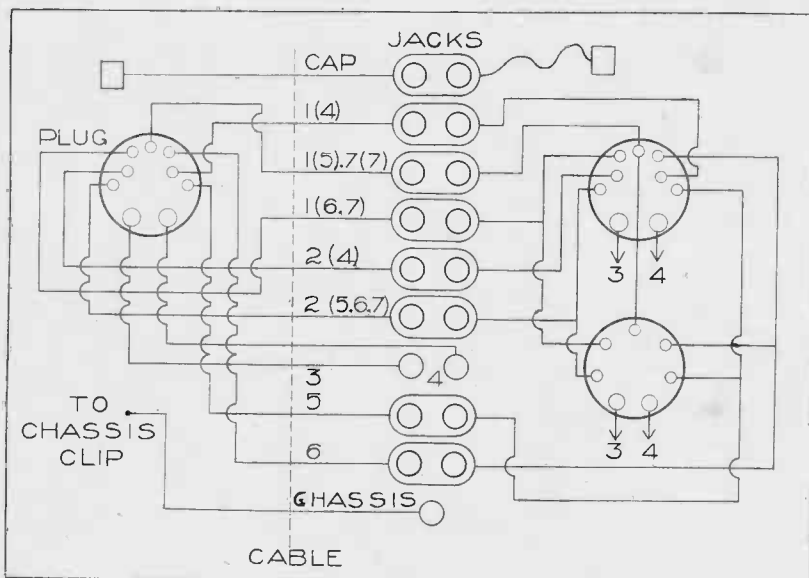 JACKS
CAP
1(4)
PLUG
1(5).7(7)
1(6.7)
2(4)
3 4
2(5.6.7)
3
4
5
TO
CHASSIS
CLIP
3 4
6
CHASSIS
CABLE